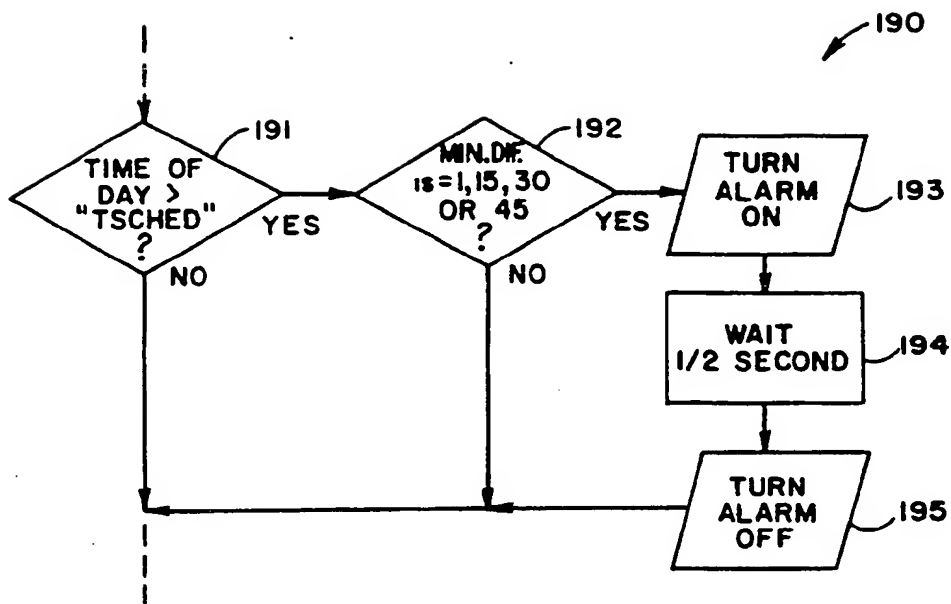 190
191
TIME OF
DAY >
"TSCHED"
?
YES
NO
192
MIN.DIF.
is=1,15,30
OR 45
?
YES
NO
TURN
ALARM
ON
193
WAIT
1/2 SECOND
194
TURN
ALARM
OFF
195